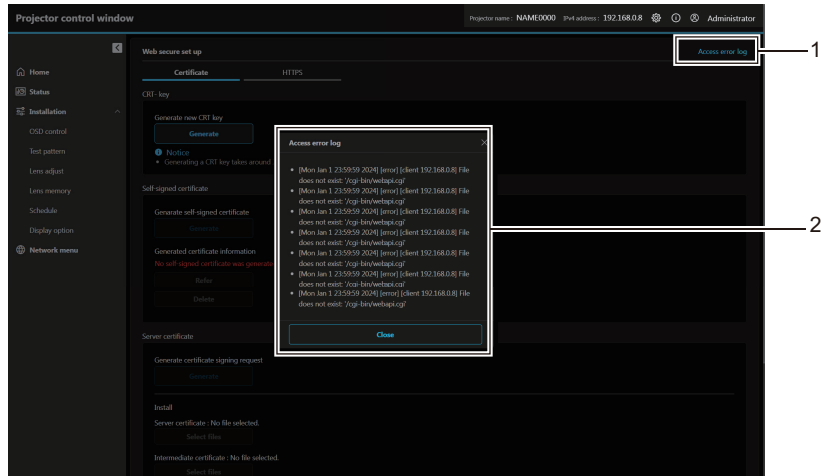 Projector control window
Projector name : NAME0000 IPv4 address : 192.168.0.8 Administrator
Web secure set up
Access error log
1
Certificate HTTPS
Home
Status
Installation
OSD control
Test pattern
Lens adjust
Lens memory
Schedule
Display option
Network menu
CRT- key
Generate new CRT key
Generate
Notice
• Generating a CRT key takes around
Self-signed certificate
Genarate self-signed certificate
Generate
Generated certificate information
No self-signed certificate was generate
Refer
Delete
Access error log
• [Mon Jan 1 23:59:59 2024] [error] [client 192.168.0.8] File
does not exist: '/cgi-bin/webapi.cgi'
• [Mon Jan 1 23:59:59 2024] [error] [client 192.168.0.8] File
does not exist: '/cgi-bin/webapi.cgi'
• [Mon Jan 1 23:59:59 2024] [error] [client 192.168.0.8] File
does not exist: '/cgi-bin/webapi.cgi'
• [Mon Jan 1 23:59:59 2024] [error] [client 192.168.0.8] File
does not exist: '/cgi-bin/webapi.cgi'
• [Mon Jan 1 23:59:59 2024] [error] [client 192.168.0.8] File
does not exist: '/cgi-bin/webapi.cgi'
• [Mon Jan 1 23:59:59 2024] [error] [client 192.168.0.8] File
does not exist: '/cgi-bin/webapi.cgi'
• [Mon Jan 1 23:59:59 2024] [error] [client 192.168.0.8] File
does not exist: '/cgi-bin/webapi.cgi'
Close
2
Server certificate
Generate certificate signing request
Generate
Install
Server certificate : No file selected.
Select files
Intermediate certificate : No file selected.
Select files